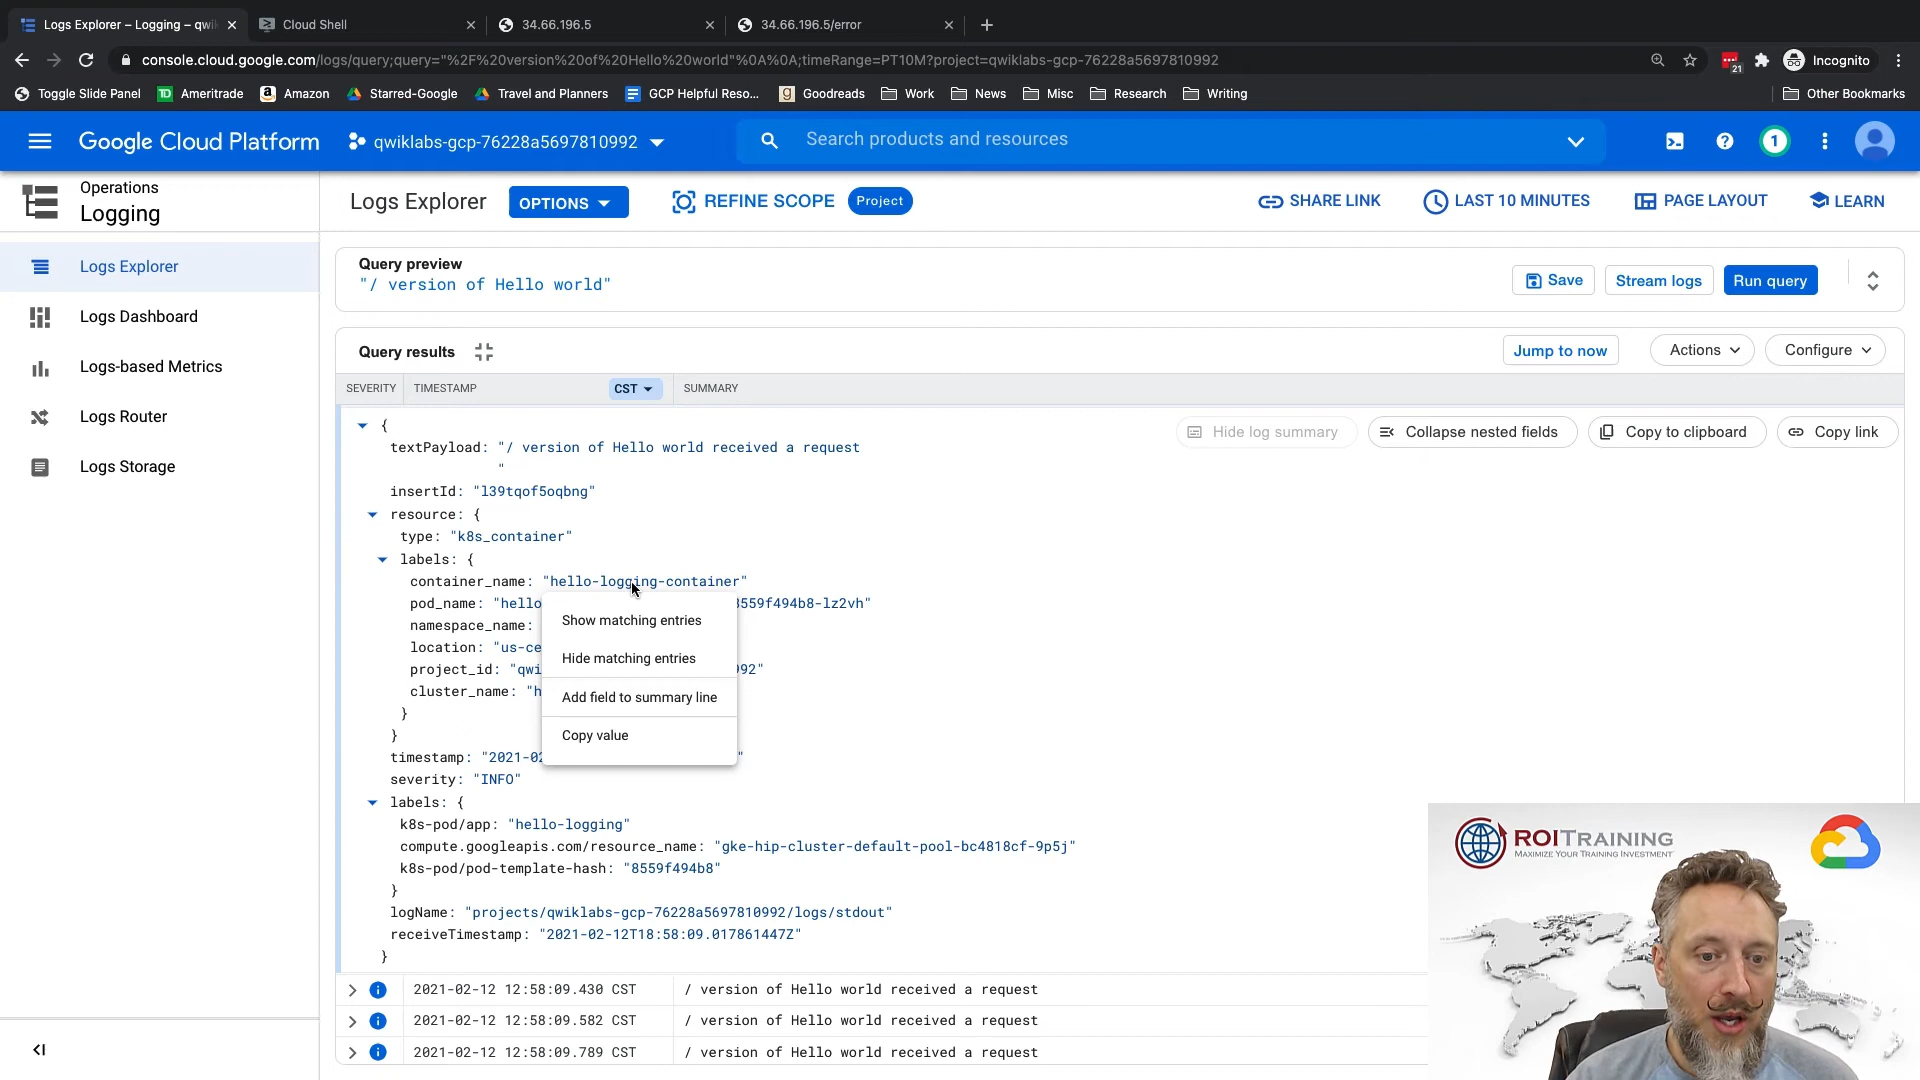 Logs Explorer – Logging – qwi
Cloud Shell
34.66.196.5
34.66.196.5/error
console.cloud.google.com/logs/query;query="%2F%20version%20of%20Hello%20world"%0A%0A;timeRange=PT10M?project=qwiklabs-gcp-76228a5697810992
21
Incognito
Toggle Slide Panel
TD
Ameritrade
Amazon
Starred-Google
Travel and Planners
GCP Helpful Reso...
Goodreads
Work
News
Misc
Research
Writing
Other Bookmarks
Google Cloud Platform
qwiklabs-gcp-76228a5697810992
Search products and resources
1
Operations
Logging
Logs Explorer
OPTIONS
REFINE SCOPE
Project
SHARE LINK
LAST 10 MINUTES
PAGE LAYOUT
LEARN
Logs Explorer
Logs Dashboard
Logs-based Metrics
Logs Router
Logs Storage
Query preview
"/ version of Hello world"
Save
Stream logs
Run query
Query results
Jump to now
Actions
Configure
SEVERITY
TIMESTAMP
CST
SUMMARY
{
Hide log summary
Collapse nested fields
Copy to clipboard
Copy link
textPayload: "/ version of Hello world received a request
"
insertId: "l39tqof5oqbng"
resource: {
type: "k8s_container"
labels: {
container_name: "hello-logging-container"
pod_name: "hello 8559f494b8-lz2vh"
namespace_name:
location: "us-ce
project_id: "qwi 992"
cluster_name: "h
}
}
timestamp: "2021-02 "
severity: "INFO"
Show matching entries
Hide matching entries
Add field to summary line
Copy value
labels: {
k8s-pod/app: "hello-logging"
compute.googleapis.com/resource_name: "gke-hip-cluster-default-pool-bc4818cf-9p5j"
k8s-pod/pod-template-hash: "8559f494b8"
}
logName: "projects/qwiklabs-gcp-76228a5697810992/logs/stdout"
receiveTimestamp: "2021-02-12T18:58:09.017861447Z"
}
2021-02-12 12:58:09.430 CST / version of Hello world received a request
2021-02-12 12:58:09.582 CST / version of Hello world received a request
2021-02-12 12:58:09.789 CST / version of Hello world received a request
ROITRAINING
MAXIMIZE YOUR TRAINING INVESTMENT